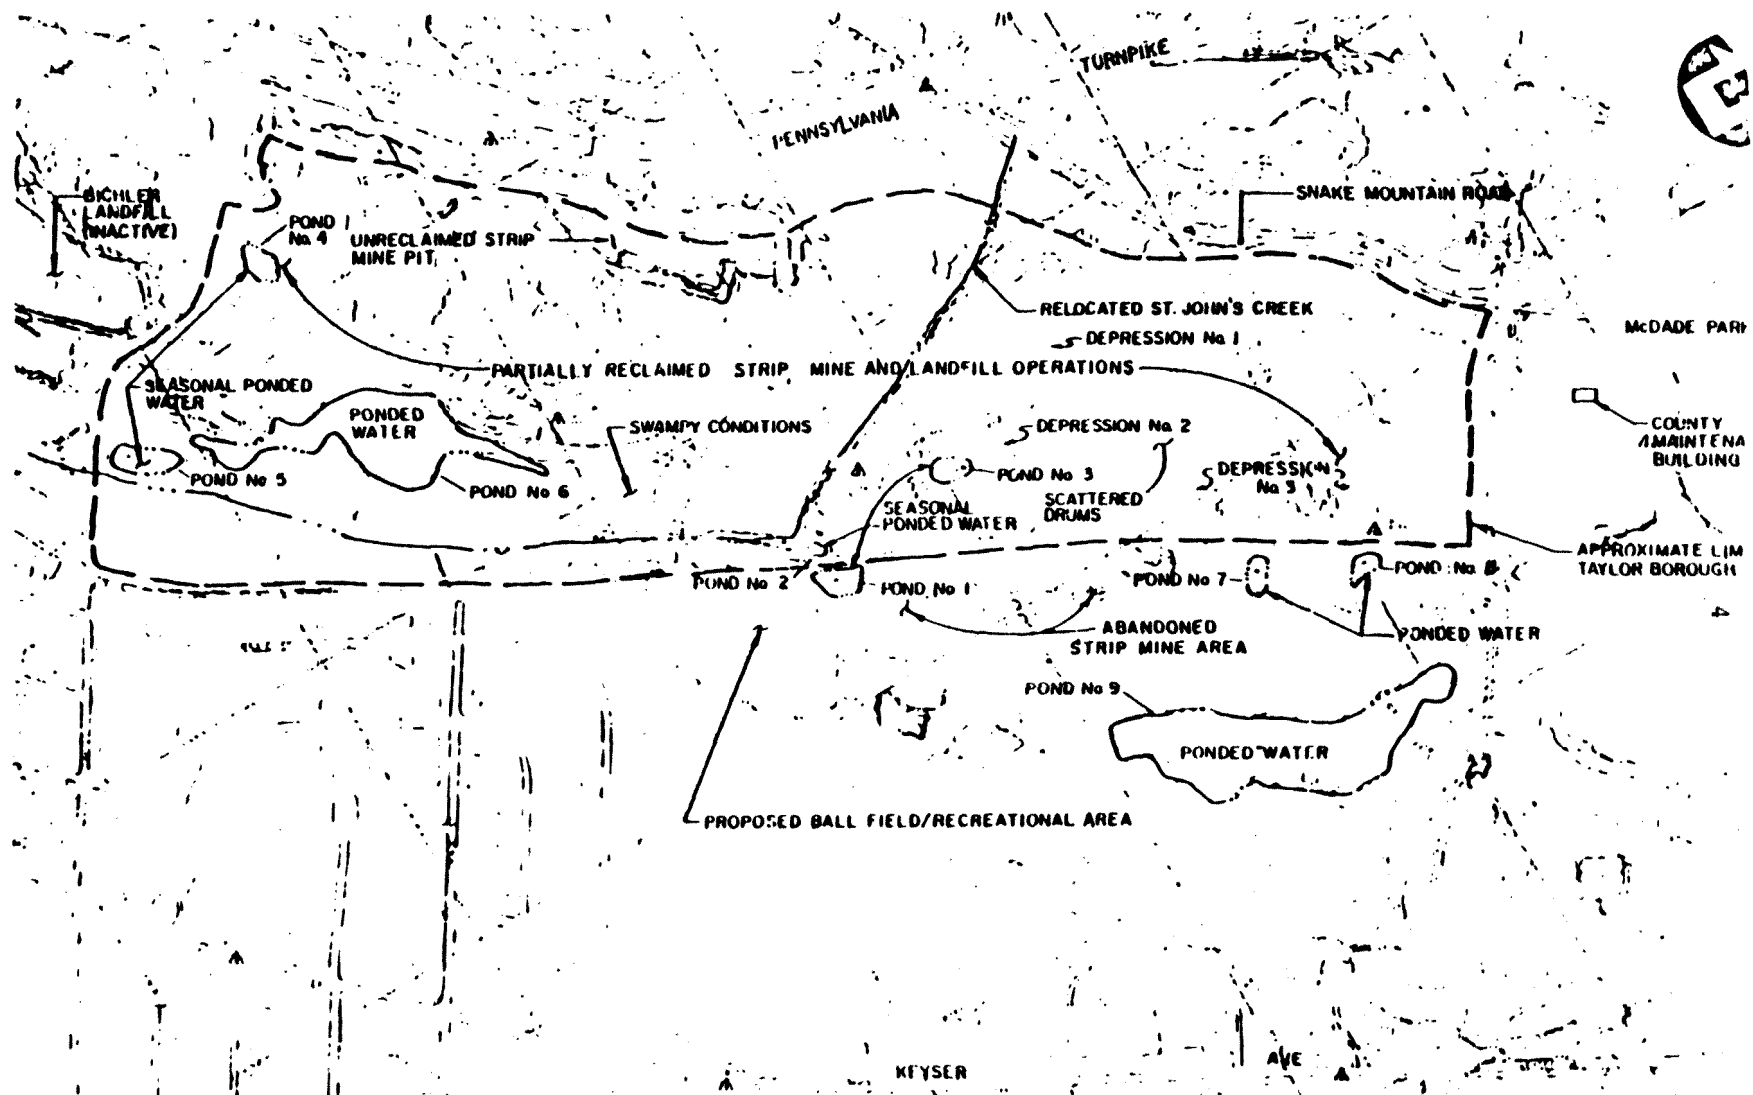 TURNPIKE
PENNSYLVANIA
BICHLER
LANDFILL
(INACTIVE)
SNAKE MOUNTAIN ROAD
POND
No. 4
UNRECLAIMED STRIP
MINE PIT
RELOCATED ST. JOHN'S CREEK
McDADE PARK
DEPRESSION No. 1
PARTIALLY RECLAIMED STRIP MINE AND LANDFILL OPERATIONS
SEASONAL PONDED
WATER
PONDED
WATER
SWAMPY CONDITIONS
DEPRESSION No. 2
COUNTY
MAINTENA
BUILDING
POND No 5
POND No 6
POND No 3
DEPRESSION
No. 3
SCATTERED
DRUMS
SEASONAL
PONDED WATER
APPROXIMATE LIM
TAYLOR BOROUGH
POND No 2
POND No 1
POND No 7
POND No. 8
ABANDONED
STRIP MINE AREA
PONDED WATER
POND No 9
PONDED WATER
PROPOSED BALL FIELD/RECREATIONAL AREA
KEYSER
AVE